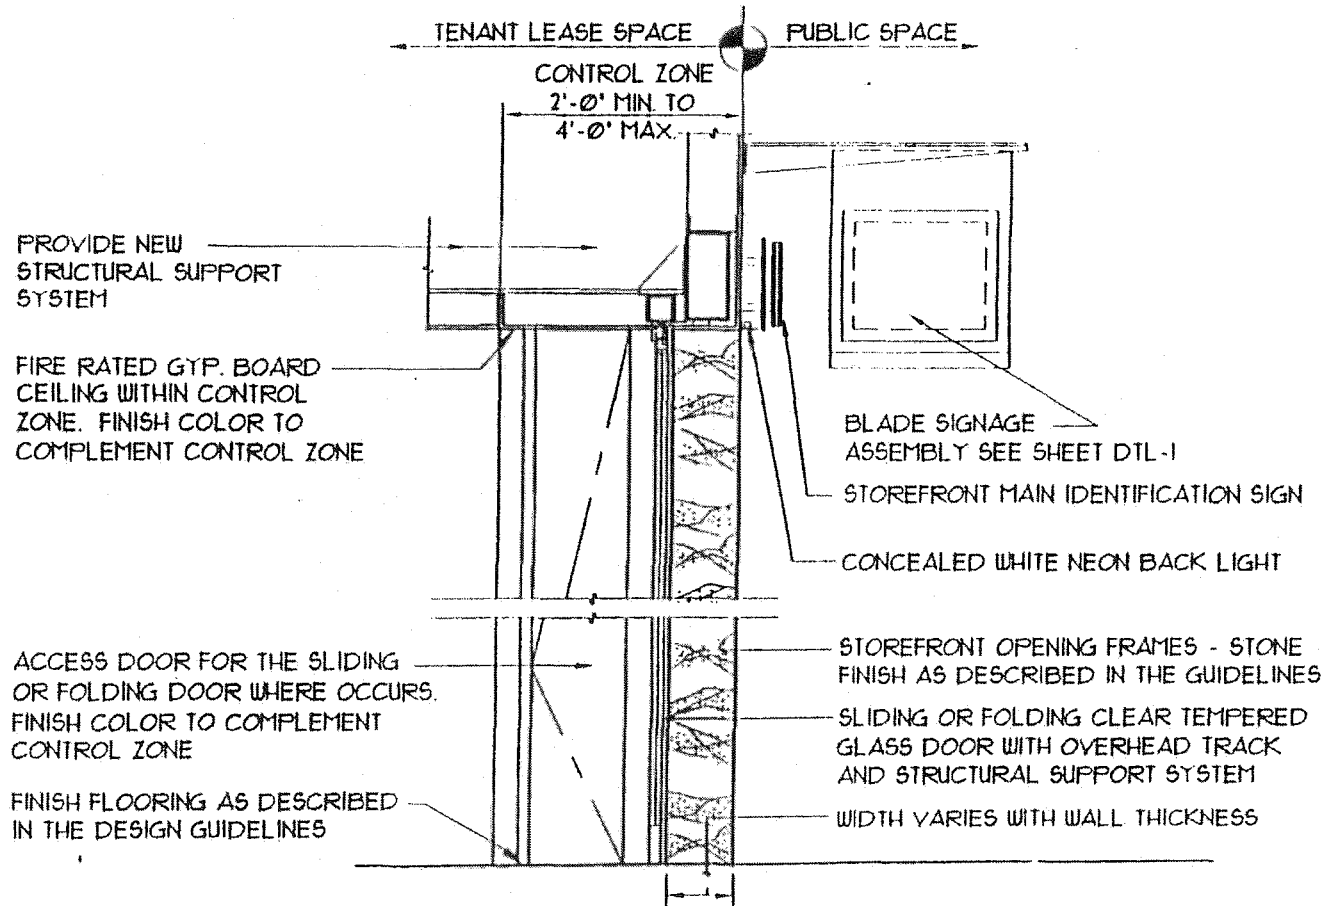 TENANT LEASE SPACE
PUBLIC SPACE
CONTROL ZONE
2'-0" MIN. TO
4'-0" MAX.
PROVIDE NEW
STRUCTURAL SUPPORT
SYSTEM
FIRE RATED GYP. BOARD
CEILING WITHIN CONTROL
ZONE. FINISH COLOR TO
COMPLEMENT CONTROL ZONE
BLADE SIGNAGE
ASSEMBLY SEE SHEET DTL-1
STOREFRONT MAIN IDENTIFICATION SIGN
CONCEALED WHITE NEON BACK LIGHT
ACCESS DOOR FOR THE SLIDING
OR FOLDING DOOR WHERE OCCURS.
FINISH COLOR TO COMPLEMENT
CONTROL ZONE
STOREFRONT OPENING FRAMES - STONE
FINISH AS DESCRIBED IN THE GUIDELINES
SLIDING OR FOLDING CLEAR TEMPERED
GLASS DOOR WITH OVERHEAD TRACK
AND STRUCTURAL SUPPORT SYSTEM
FINISH FLOORING AS DESCRIBED
IN THE DESIGN GUIDELINES
WIDTH VARIES WITH WALL THICKNESS